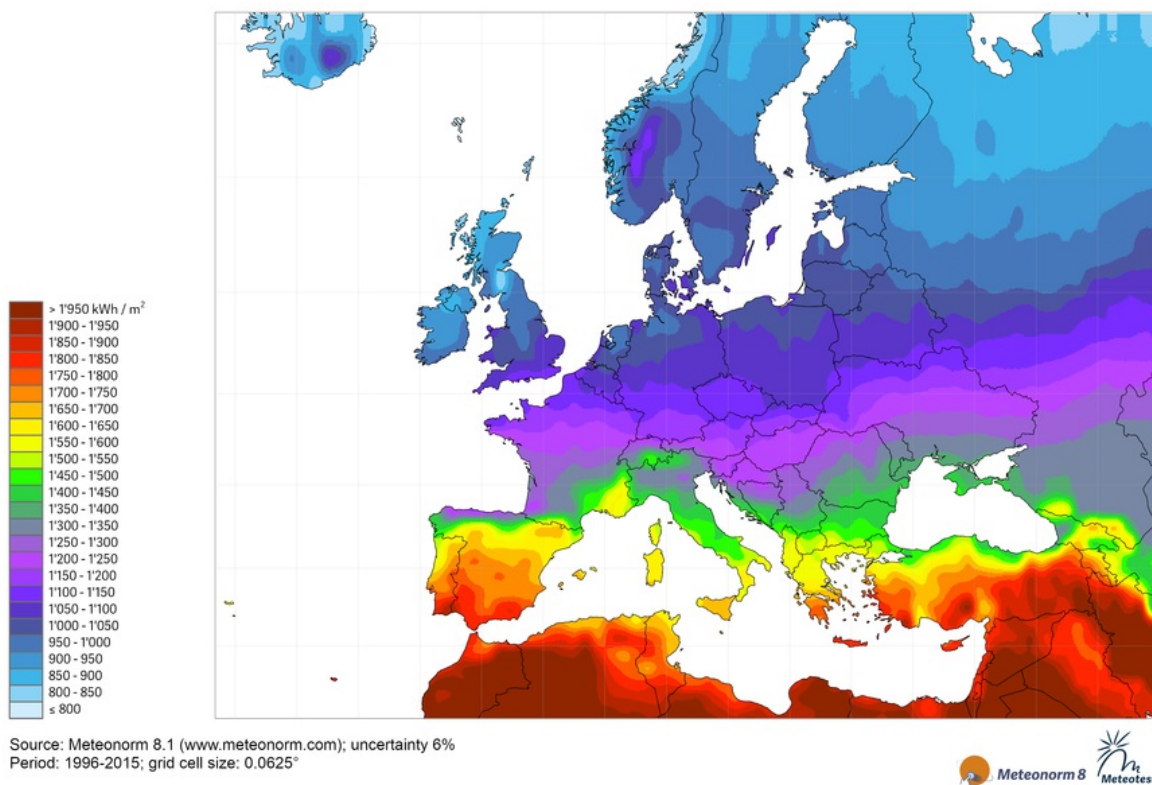 > 1'950 kWh / m²
1'900 - 1'950
1'850 - 1'900
1'800 - 1'850
1'750 - 1'800
1'700 - 1'750
1'650 - 1'700
1'600 - 1'650
1'550 - 1'600
1'500 - 1'550
1'450 - 1'500
1'400 - 1'450
1'350 - 1'400
1'300 - 1'350
1'250 - 1'300
1'200 - 1'250
1'150 - 1'200
1'100 - 1'150
1'050 - 1'100
1'000 - 1'050
950 - 1'000
900 - 950
850 - 900
800 - 850
≤ 800
Source: Meteonorm 8.1 (www.meteonorm.com); uncertainty 6%
Period: 1996-2015; grid cell size: 0.0625°
Meteonorm 8
Meteotes